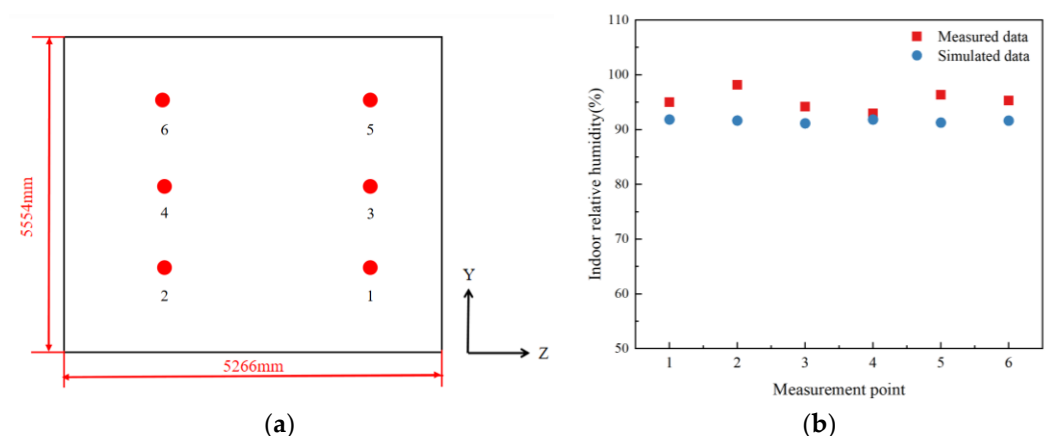 5554mm
6
5
4
3
2
1
5266mm
Y
Z
(a)
Indoor relative humidity(%)
110
100
90
80
70
60
50
Measured data
Simulated data
1 2 3 4 5 6
Measurement point
(b)